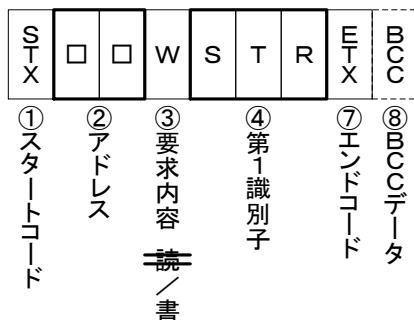 STX □ □ W S T R ETX BCC
①スタートコード
②アドレス
③要求内容 読/書
④第1識別子
⑦エンドコード
⑧BCCデータ